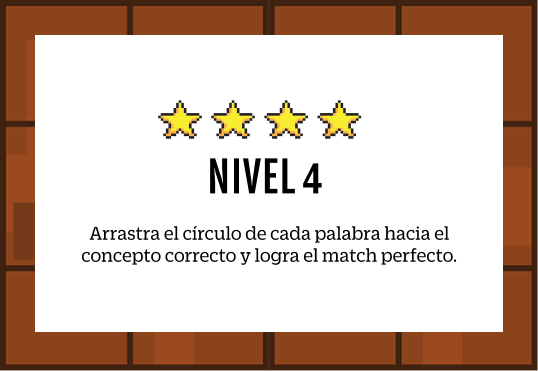 NIVEL 4
Arrastra el círculo de cada palabra hacia el
concepto correcto y logra el match perfecto.